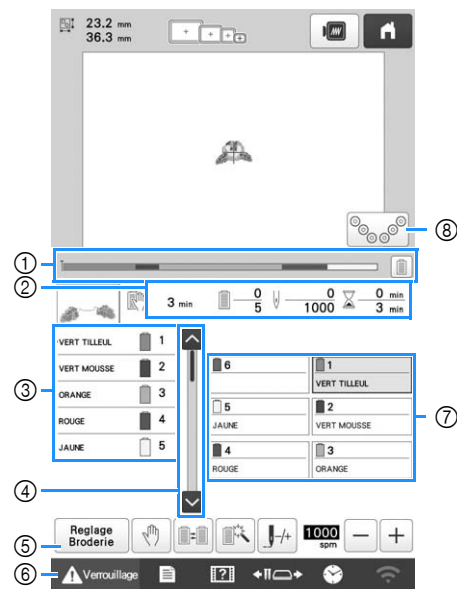 23.2 mm
36.3 mm
⑧
①
②
3 min
0
5
0
1000
0 min
3 min
③
VERT TILLEUL 1
VERT MOUSSE 2
ORANGE 3
ROUGE 4
JAUNE 5
6
1
VERT TILLEUL
5
JAUNE
2
VERT MOUSSE
4
ROUGE
3
ORANGE
⑦
④
⑤
Reglage
Broderie
-/+
1000
spm
− +
⑥
Verrouillage